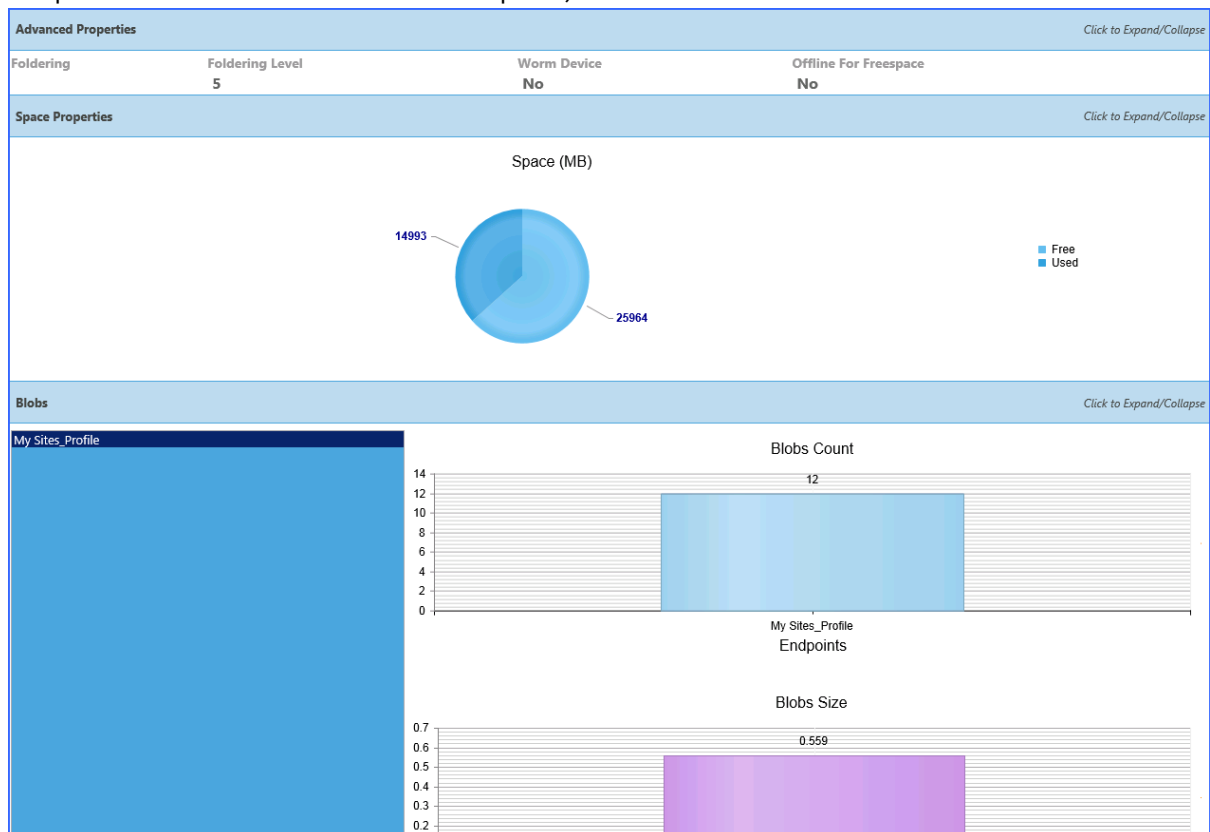 Advanced Properties Click to Expand/Collapse
Foldering Foldering Level Worm Device Offline For Freespace
5 No No
Space Properties Click to Expand/Collapse
Space (MB)
14993
Free
Used
25964
Blobs Click to Expand/Collapse
My Sites_Profile
Blobs Count
14
12
12
10
8
6
4
2
0
My Sites_Profile
Endpoints
Blobs Size
0.7
0.559
0.6
0.5
0.4
0.3
0.2